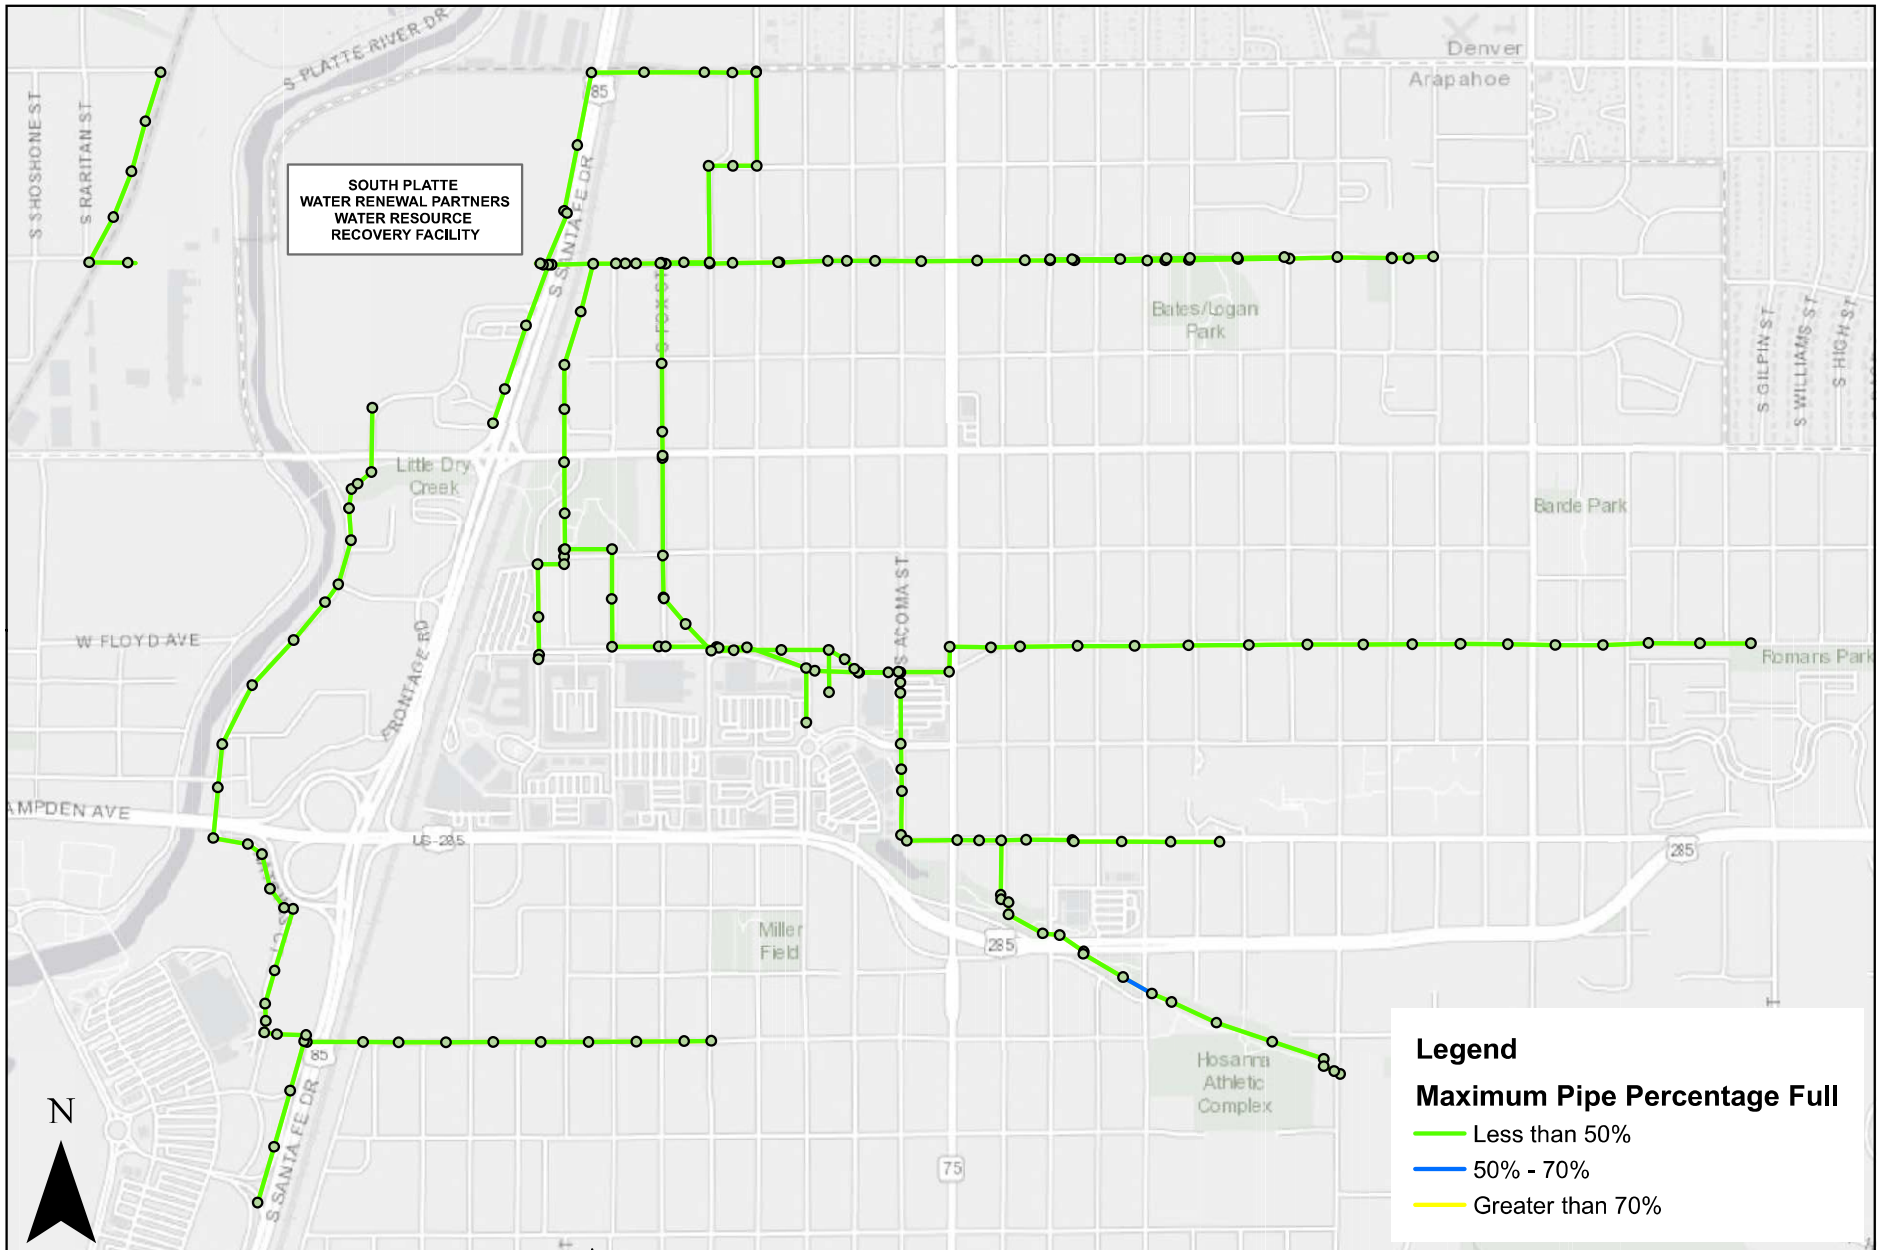 S PLATTE RIVER DR
Denver
Arapahoe
85
S SHOSHONE ST
S RARITAN ST
SOUTH PLATTE
WATER RENEWAL PARTNERS
WATER RESOURCE
RECOVERY FACILITY
S SANTA FE DR
S FOX ST
Bates/Logan
Park
S GILPIN ST
S WILLIAMS ST
S HIGH ST
Little Dry
Creek
Barde Park
S ACOMA ST
W FLOYD AVE
FRONTAGE RD
Romans Park
AMPDEN AVE
US-285
285
Miller
Field
285
85
Hosanna
Athletic
Complex
S SANTA FE DR
75
N
Legend
Maximum Pipe Percentage Full
Less than 50%
50% - 70%
Greater than 70%